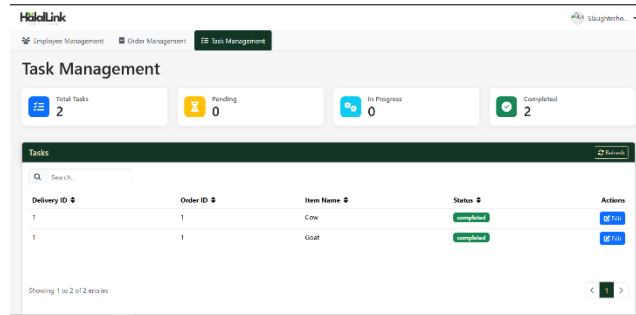 HalalLink
Slaughterho...
Employee Management Order Management Task Management
Task Management
Total Tasks
2
Pending
0
In Progress
0
Completed
2
Tasks Refresh
Search...
Delivery ID Order ID Item Name Status Actions
1 1 Cow completed Edit
1 1 Goat completed Edit
Showing 1 to 2 of 2 entries
1